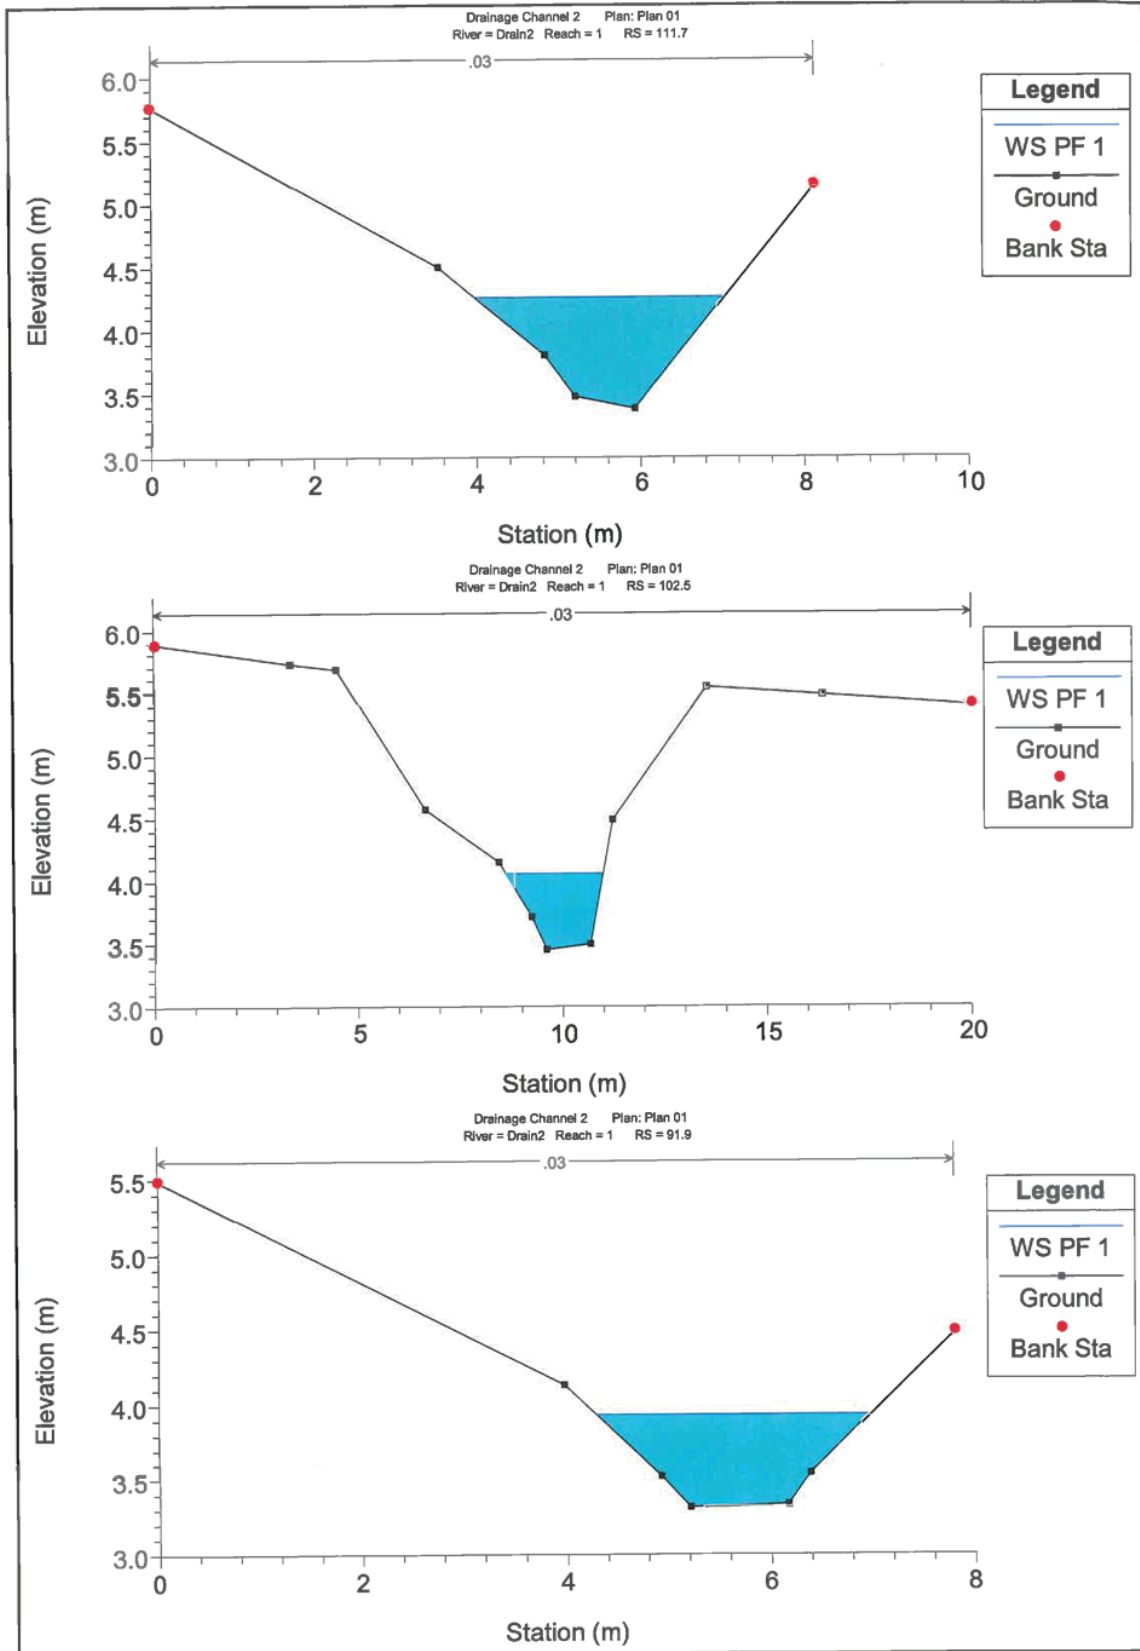 Drainage Channel 2 Plan: Plan 01
River = Drain2 Reach = 1 RS = 111.7
.03
6.0
5.5
5.0
4.5
4.0
3.5
3.0
Elevation (m)
0 2 4 6 8 10
Station (m)
Legend
WS PF 1
Ground
Bank Sta
Drainage Channel 2 Plan: Plan 01
River = Drain2 Reach = 1 RS = 102.5
.03
6.0
5.5
5.0
4.5
4.0
3.5
3.0
Elevation (m)
0 5 10 15 20
Station (m)
Legend
WS PF 1
Ground
Bank Sta
Drainage Channel 2 Plan: Plan 01
River = Drain2 Reach = 1 RS = 91.9
.03
5.5
5.0
4.5
4.0
3.5
3.0
Elevation (m)
0 2 4 6 8
Station (m)
Legend
WS PF 1
Ground
Bank Sta